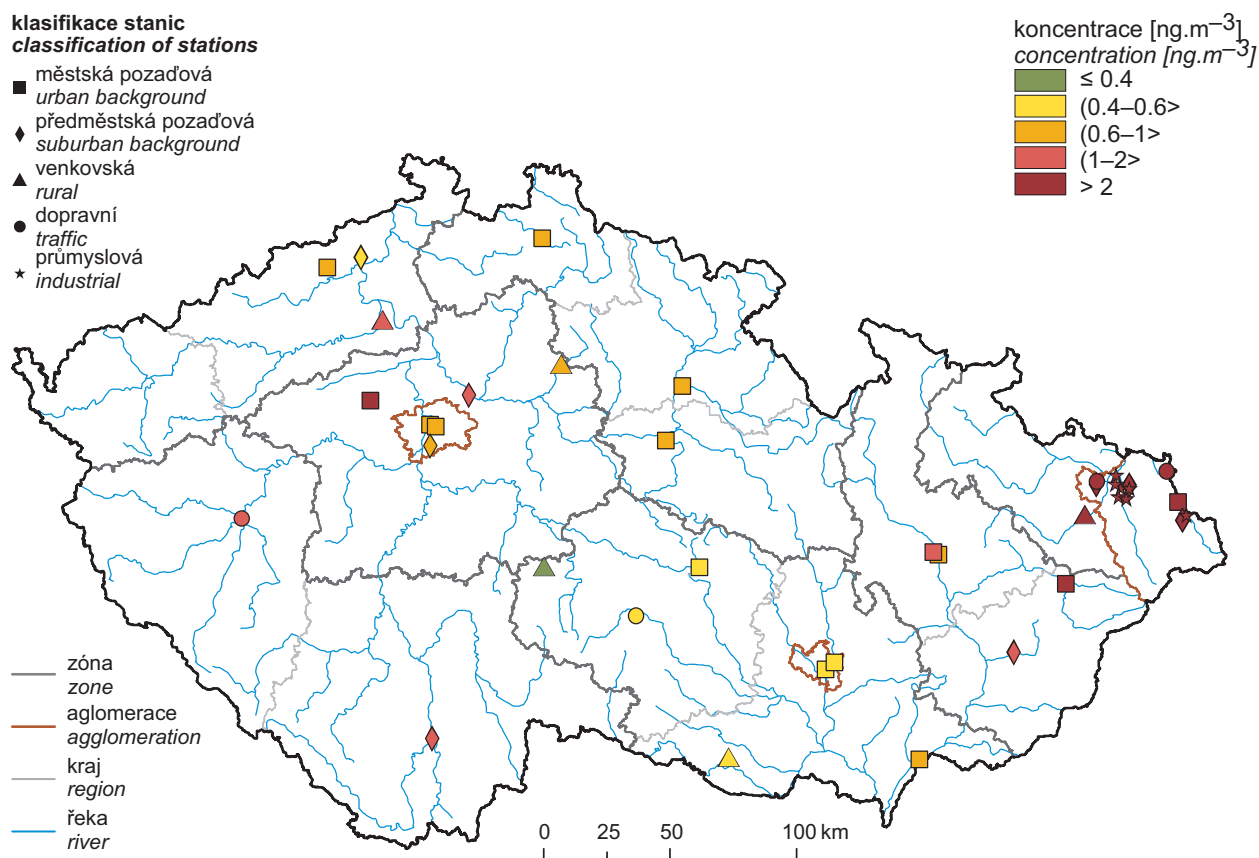 klasifikace stanic
classification of stations
městská pozaďová
urban background
předměstská pozaďová
suburban background
venkovská
rural
dopravní
traffic
průmyslová
industrial
koncentrace [ng.m–3]
concentration [ng.m–3]
≤ 0.4
(0.4–0.6>
(0.6–1>
(1–2>
> 2
zóna
zone
aglomerace
agglomeration
kraj
region
řeka
river
0 25 50 100 km